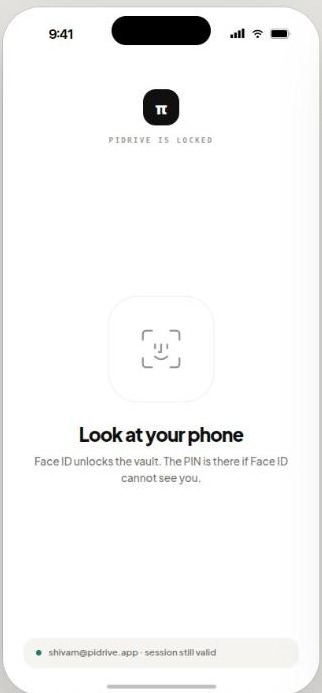 9:41
π
PIDRIVE IS LOCKED
Look at your phone
Face ID unlocks the vault. The PIN is there if Face ID
cannot see you.
shivam@pidrive.app · session still valid